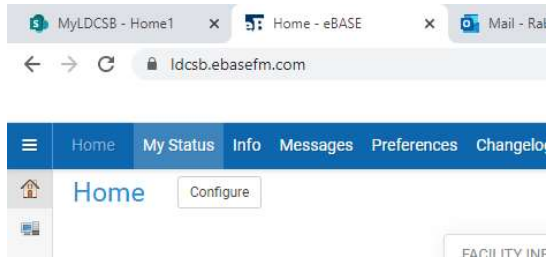 MyLDCSB - Home1 Home - eBASE Mail - Ra
ldcsb.ebasefm.com
Home My Status Info Messages Preferences Changelo
Home Configure
FACILITY INF